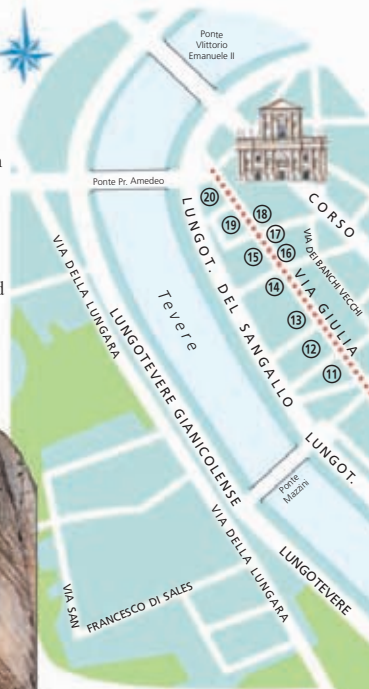 Ponte
Vlittorio
Emanuele II
Ponte Pr. Amedeo
CORSO
20
19
18
17
16
15
14
13
12
11
VIA DEI BANCHI VECCHI
VIA GIULIA
LUNGOT. DEL SANGALLO
Tevere
VIA DELLA LUNGARA
LUNGOTEVERE GIANICOLENSE
LUNGOT.
Ponte
Mazzini
VIA DELLA LUNGARA
LUNGOTEVERE
VIA SAN
FRANCESCO DI SALES